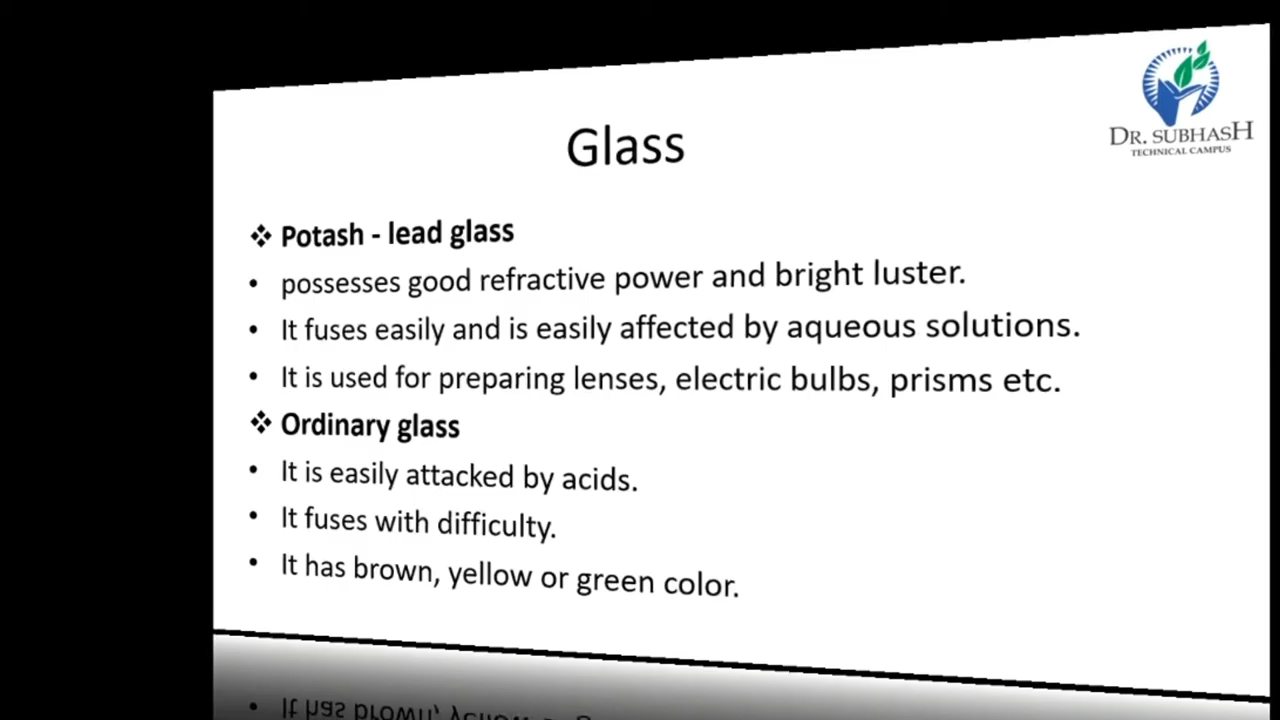 DR. SUBHASH
TECHNICAL CAMPUS
Glass
❖ Potash - lead glass
• possesses good refractive power and bright luster.
• It fuses easily and is easily affected by aqueous solutions.
• It is used for preparing lenses, electric bulbs, prisms etc.
❖ Ordinary glass
• It is easily attacked by acids.
• It fuses with difficulty.
• It has brown, yellow or green color.